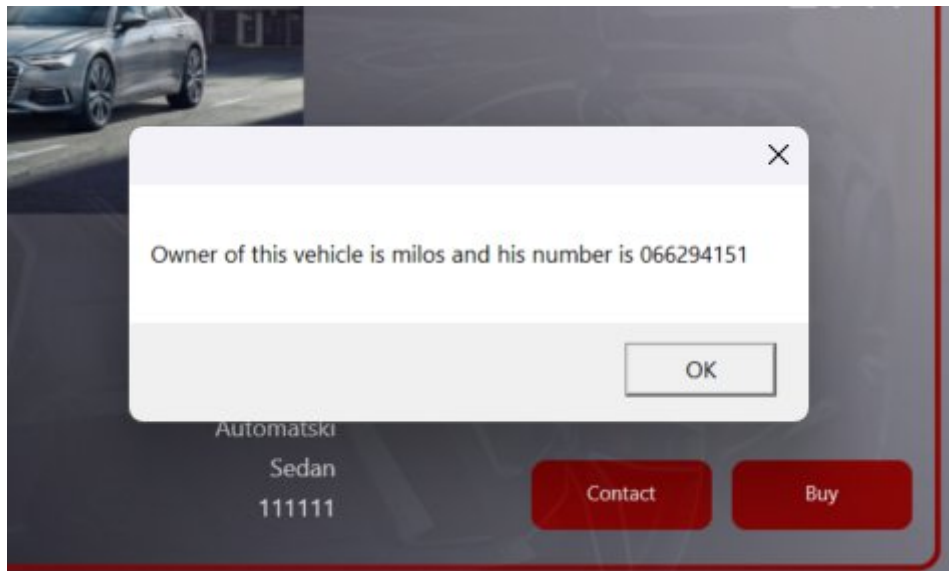 Owner of this vehicle is milos and his number is 066294151
OK
Automatski
Sedan
111111
Contact
Buy